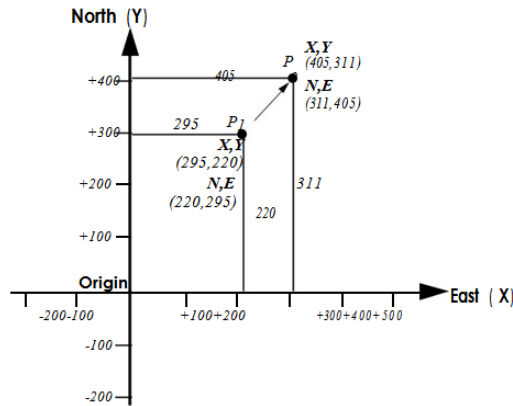 North (Y)
X,Y
P (405,311)
405
+400
N,E
(311,405)
295
P1
+300
X,Y
(295,220)
N,E
+200
311
(220,295)
220
+100
Origin
East ( X)
-200-100
+100+200
+300+400+500
-100
-200